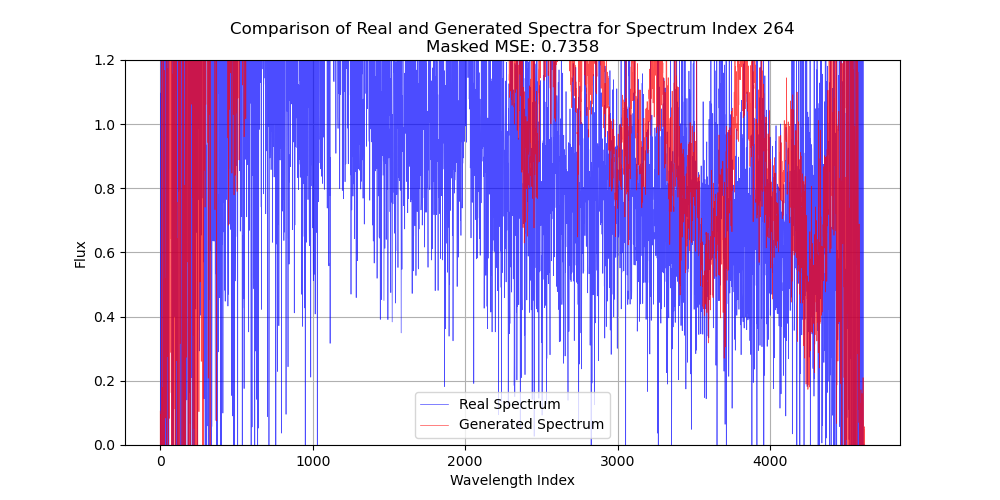 Comparison of Real and Generated Spectra for Spectrum Index 264
Masked MSE: 0.7358
1.2
1.0
0.8
0.6
0.4
0.2
0.0
Flux
Real Spectrum
Generated Spectrum
0 1000 2000 3000 4000
Wavelength Index